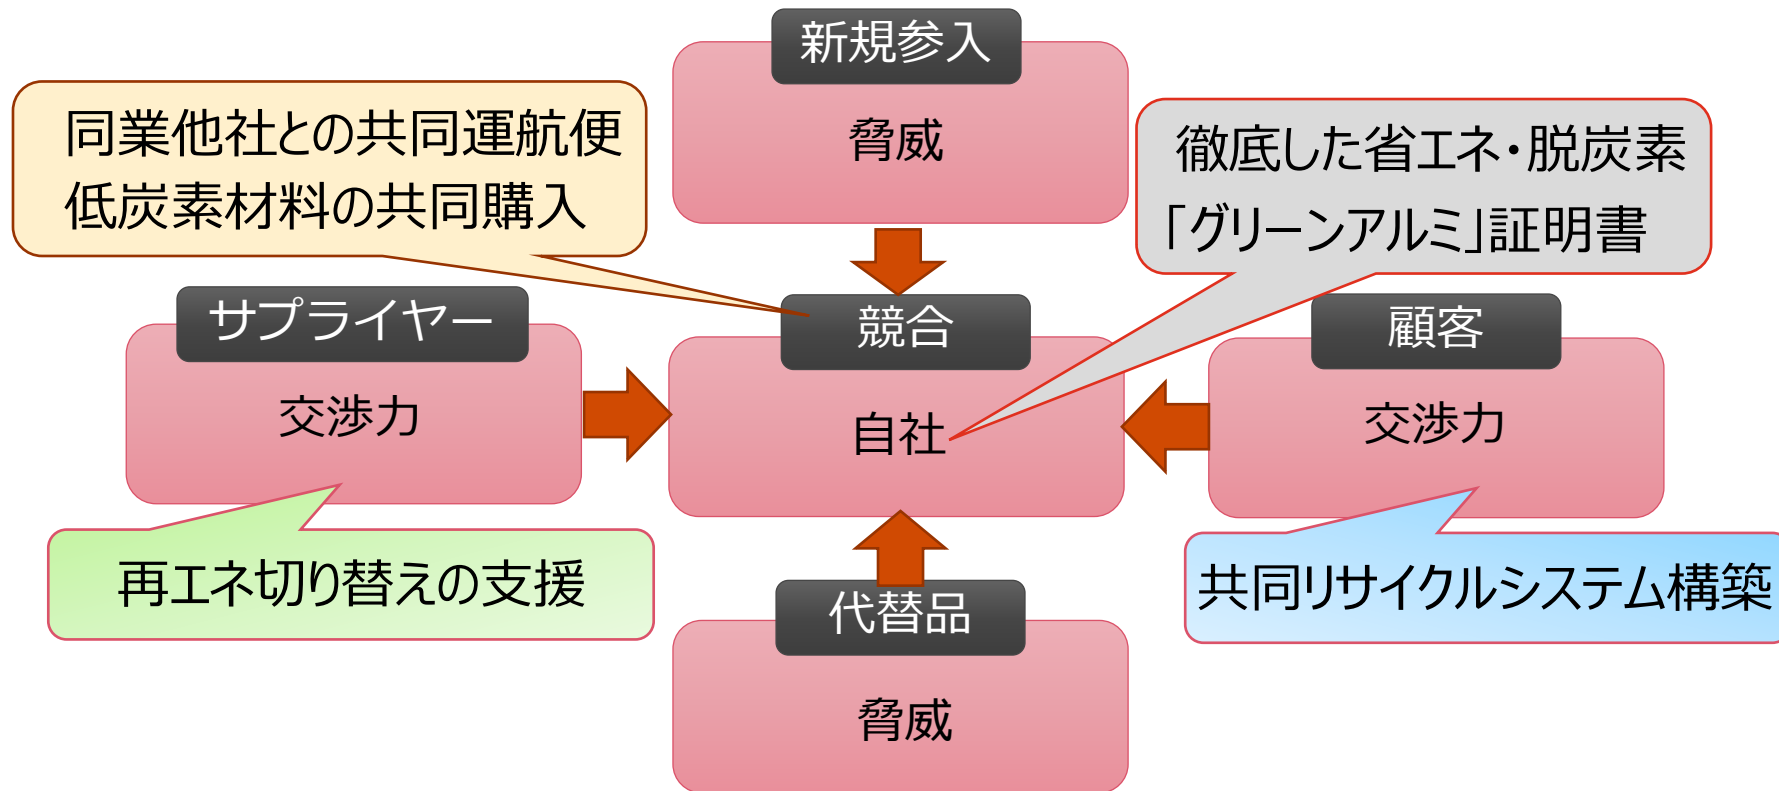 新規参入
脅威
同業他社との共同運航便
低炭素材料の共同購入
徹底した省エネ・脱炭素
「グリーンアルミ」証明書
サプライヤー
交渉力
競合
自社
顧客
交渉力
再エネ切り替えの支援
共同リサイクルシステム構築
代替品
脅威